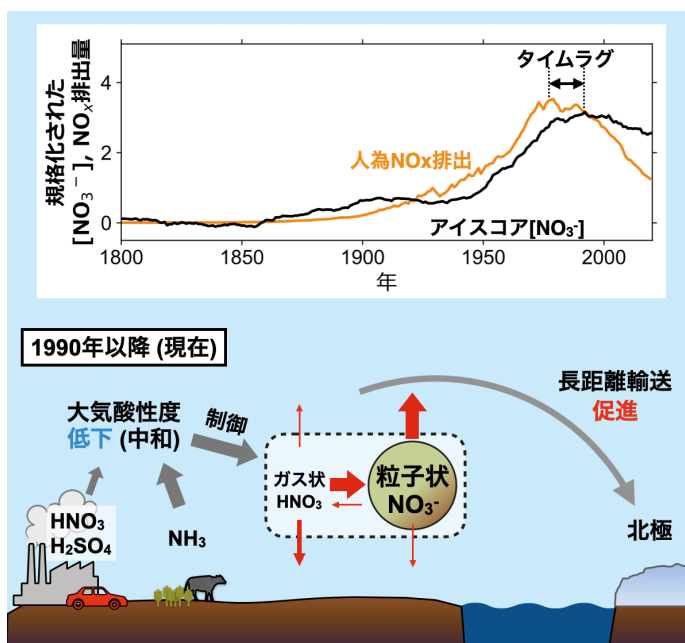 規格化された
[NO₃⁻], NOₓ排出量
4
2
0
タイムラグ
人為NOx排出
アイスコア[NO₃-]
1800
1850
1900
1950
2000
年
1990年以降 (現在)
大気酸性度
低下 (中和)
制御
長距離輸送
促進
ガス状
HNO₃
粒子状
NO₃-
HNO₃
H₂SO₄
NH₃
北極